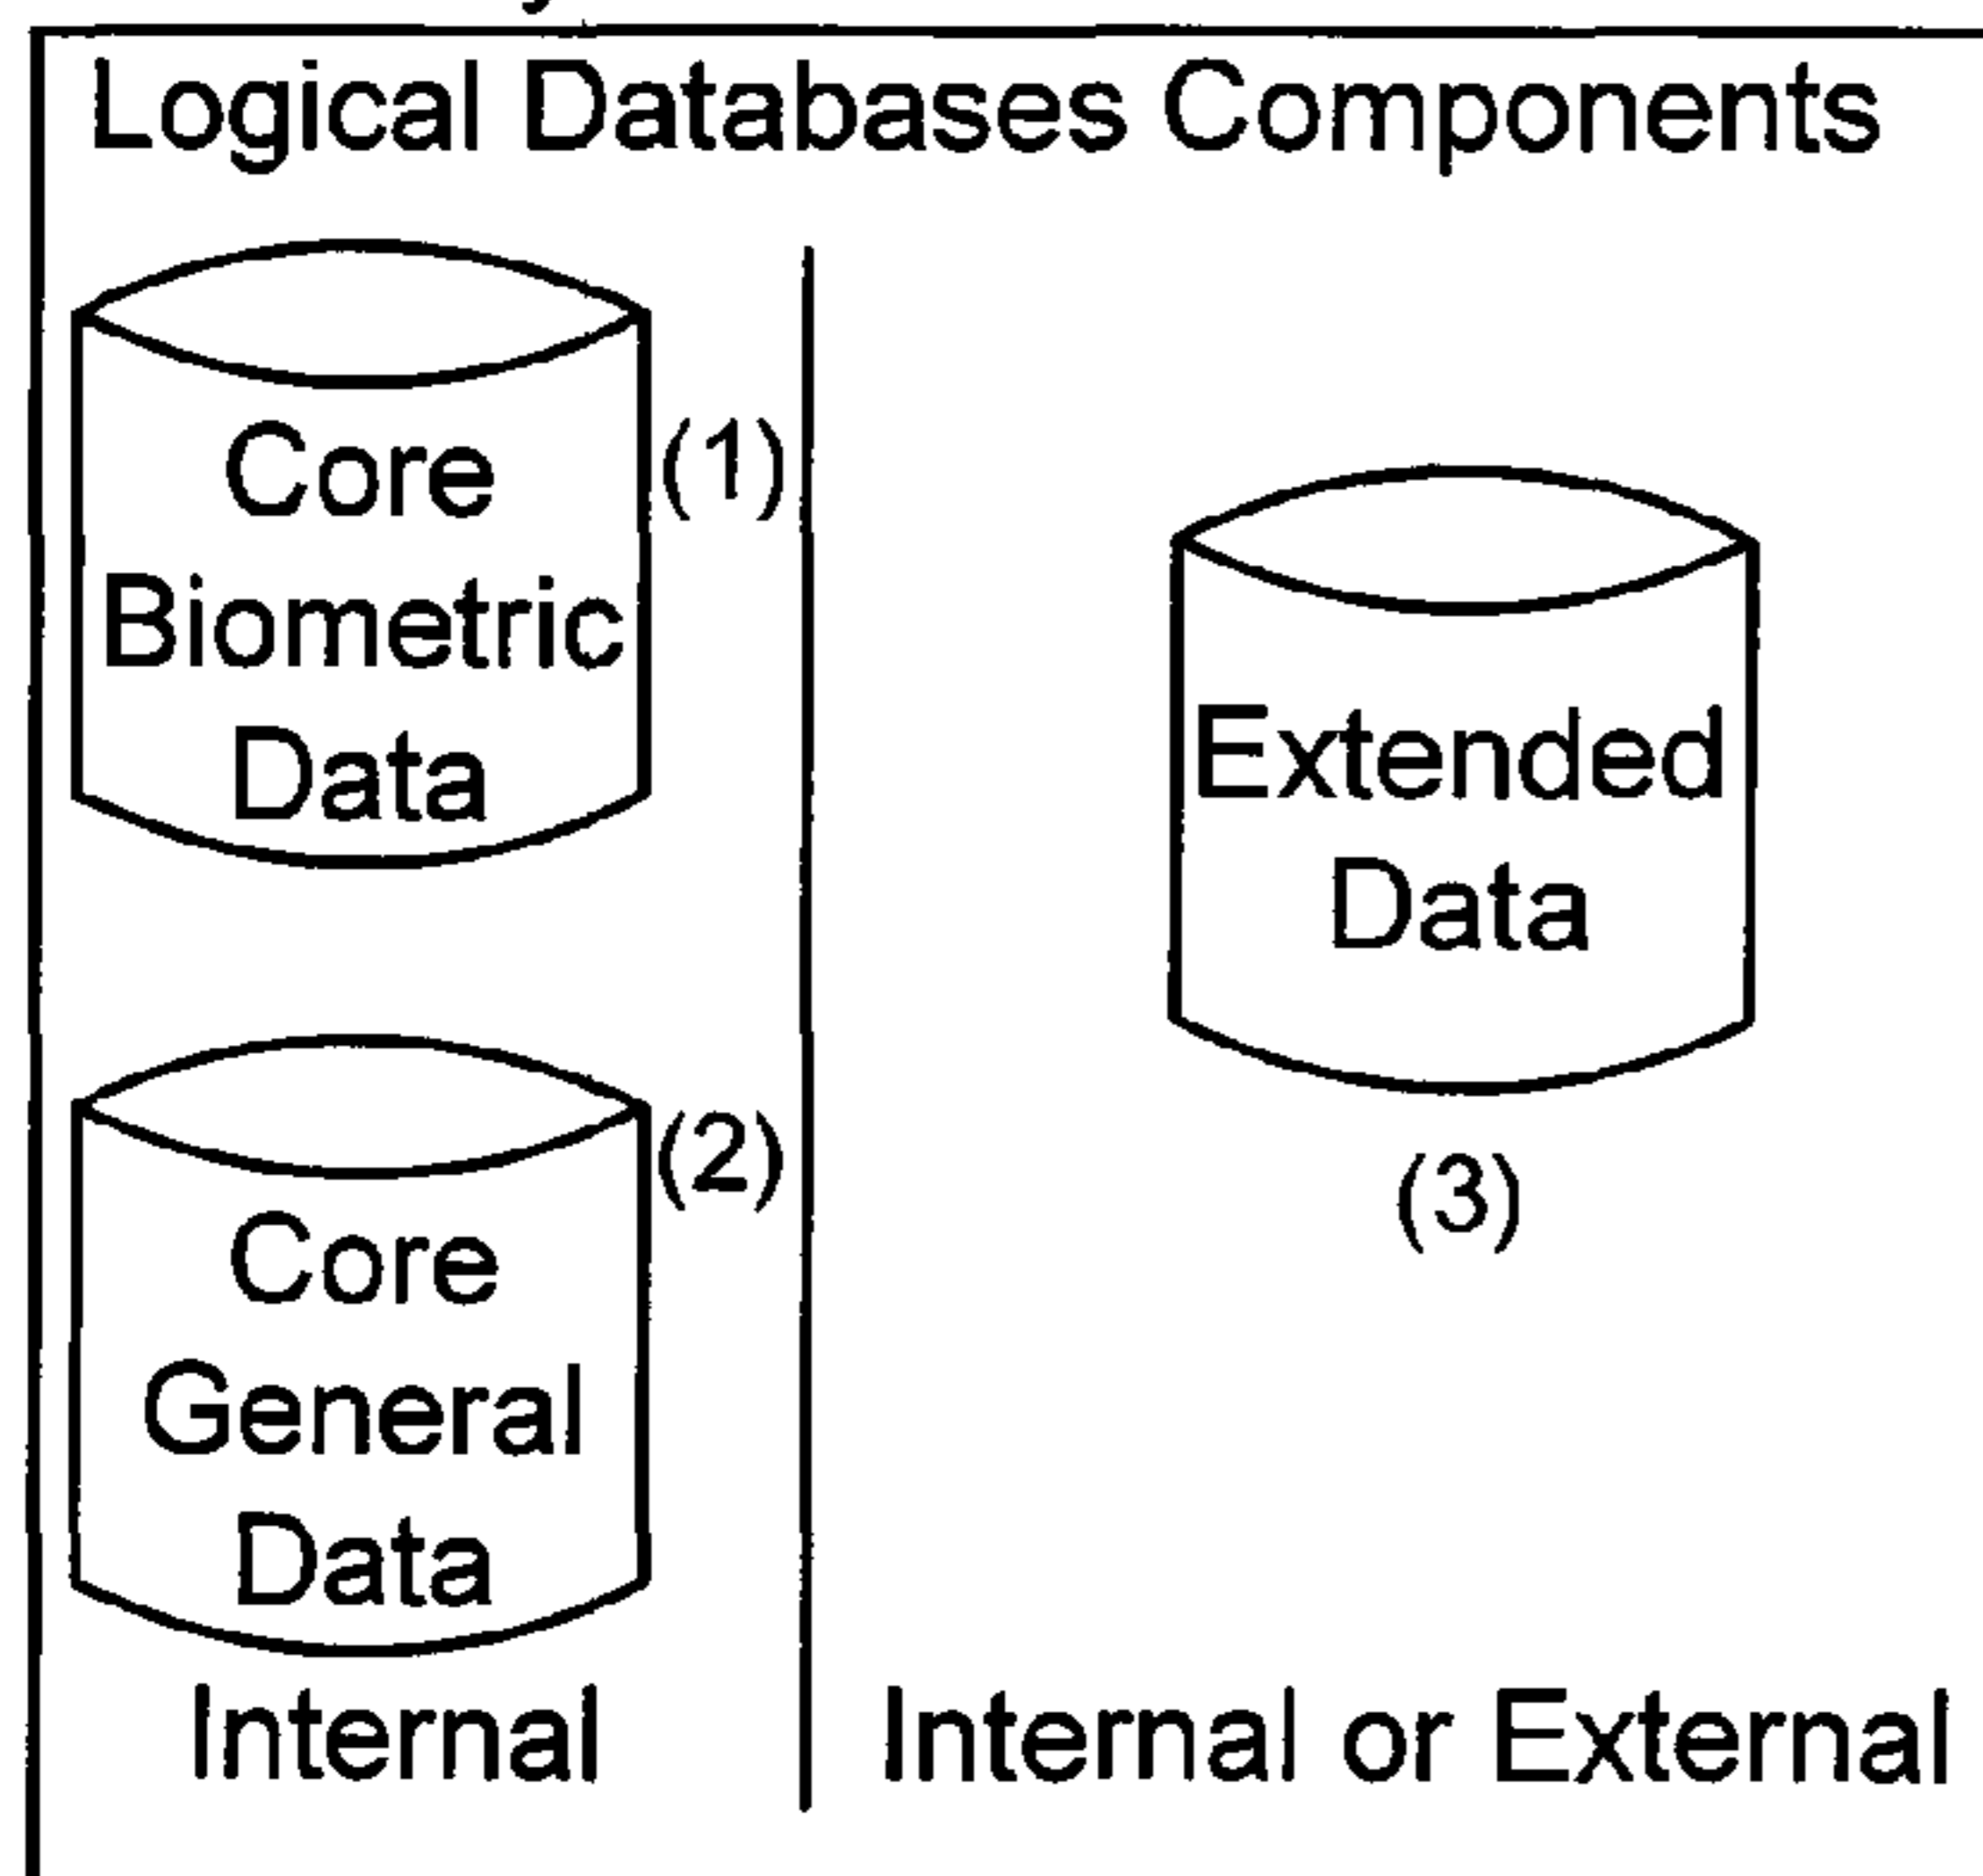 Logical Databases Components
Core
Biometric
Data
(1)
Core
General
Data
(2)
Internal
Extended
Data
(3)
Internal or External